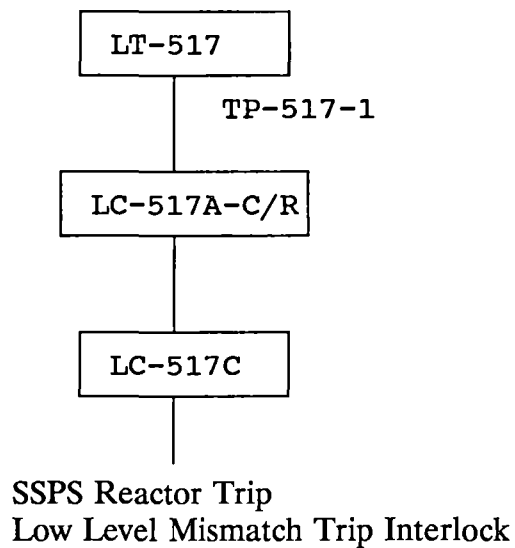 LT-517
TP-517-1
LC-517A-C/R
LC-517C
SSPS Reactor Trip
Low Level Mismatch Trip Interlock